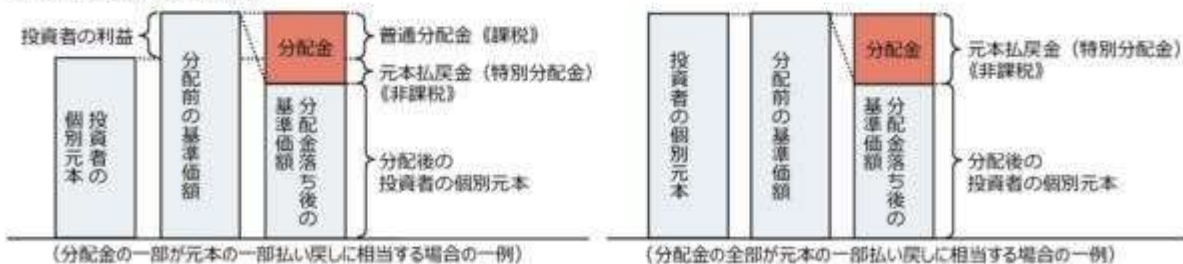 投資者の利益
投資者の
個別元本
分配前の基準価額
分配金
分配金落ち後の
基準価額
普通分配金《課税》
元本払戻金（特別分配金）
《非課税》
分配後の
投資者の個別元本
（分配金の一部が元本の一部払い戻しに相当する場合の一例）
投資者の個別元本
分配前の基準価額
分配金
分配金落ち後の
基準価額
元本払戻金（特別分配金）
《非課税》
分配後の
投資者の個別元本
（分配金の全部が元本の一部払い戻しに相当する場合の一例）